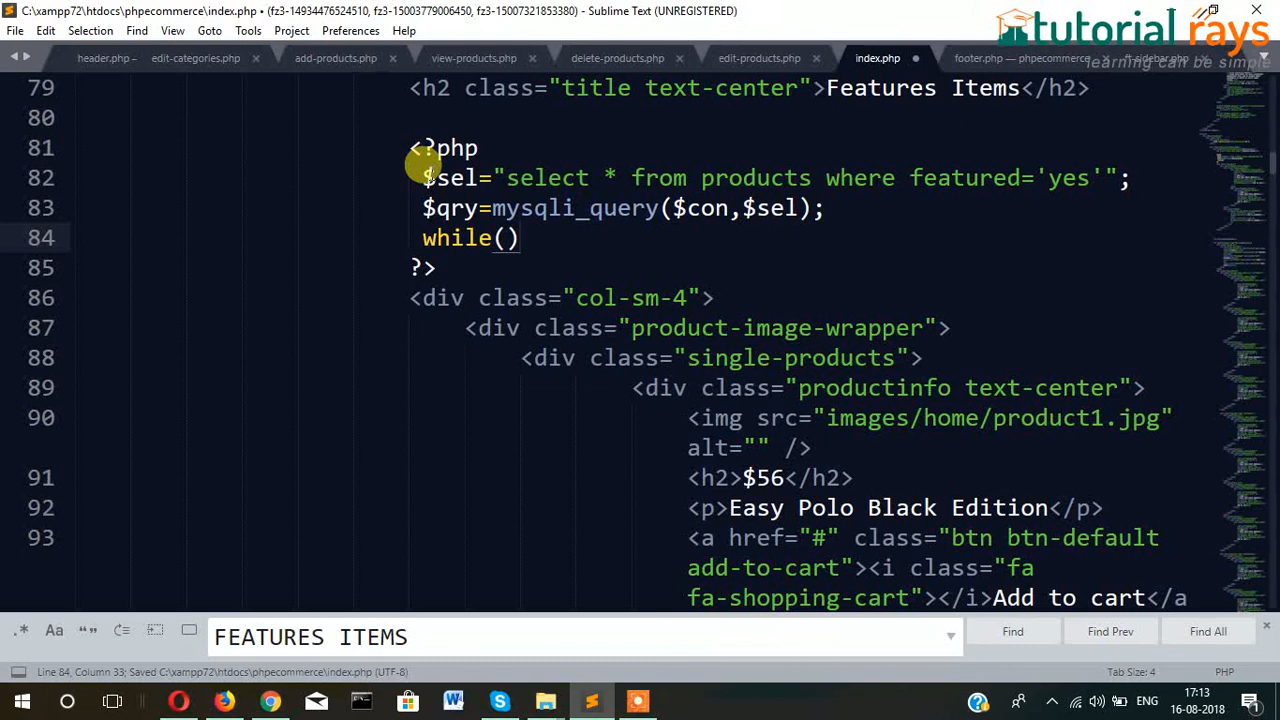 C:\xampp72\htdocs\phpecommerce\index.php • (fz3-14934476524510, fz3-15003779106450, fz3-15007321853380) - Sublime Text (UNREGISTERED)
tutorial rays
learning can be simple
File Edit Selection Find View Goto Tools Project Preferences Help
header.php – edit-categories.php add-products.php view-products.php delete-products.php edit-products.php index.php footer.php — phpecommerce sidebar.php
79 <h2 class="title text-center">Features Items</h2>
80
81 <?php
82 $sel="select * from products where featured='yes'";
83 $qry=mysqli_query($con,$sel);
84 while()
85 ?>
86 <div class="col-sm-4">
87 <div class="product-image-wrapper">
88 <div class="single-products">
89 <div class="productinfo text-center">
90 <img src="images/home/product1.jpg"
alt="" />
91 <h2>$56</h2>
92 <p>Easy Polo Black Edition</p>
93 <a href="#" class="btn btn-default
add-to-cart"><i class="fa
fa-shopping-cart"></i>Add to cart</a
.* Aa “” FEATURES ITEMS Find Find Prev Find All
Line 84, Column 33; Saved C:\xampp72\htdocs\phpecommerce\index.php (UTF-8) Tab Size: 4 PHP
ENG 17:13
16-08-2018